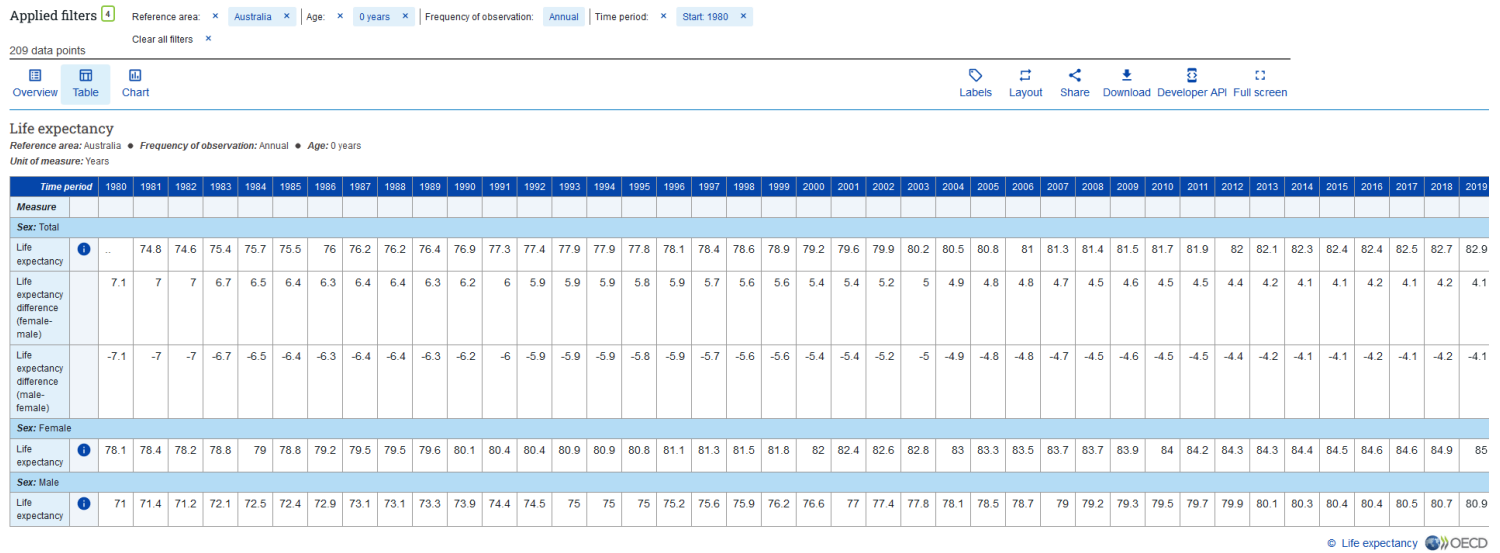 Applied filters 4 Reference area: × Australia × Age: × 0 years × Frequency of observation: Annual Time period: × Start: 1980 ×
Clear all filters ×
209 data points
Overview Table Chart Labels Layout Share Download Developer API Full screen
Life expectancy
Reference area: Australia ● Frequency of observation: Annual ● Age: 0 years
Unit of measure: Years
Time period 1980 1981 1982 1983 1984 1985 1986 1987 1988 1989 1990 1991 1992 1993 1994 1995 1996 1997 1998 1999 2000 2001 2002 2003 2004 2005 2006 2007 2008 2009 2010 2011 2012 2013 2014 2015 2016 2017 2018 2019
Measure
Sex: Total
Life expectancy i .. 74.8 74.6 75.4 75.7 75.5 76 76.2 76.2 76.4 76.9 77.3 77.4 77.9 77.9 77.8 78.1 78.4 78.6 78.9 79.2 79.6 79.9 80.2 80.5 80.8 81 81.3 81.4 81.5 81.7 81.9 82 82.1 82.3 82.4 82.4 82.5 82.7 82.9
Life expectancy difference (female-male) 7.1 7 7 6.7 6.5 6.4 6.3 6.4 6.4 6.3 6.2 6 5.9 5.9 5.9 5.8 5.9 5.7 5.6 5.6 5.4 5.4 5.2 5 4.9 4.8 4.8 4.7 4.5 4.6 4.5 4.5 4.4 4.2 4.1 4.1 4.2 4.1 4.2 4.1
Life expectancy difference (male-female) -7.1 -7 -7 -6.7 -6.5 -6.4 -6.3 -6.4 -6.4 -6.3 -6.2 -6 -5.9 -5.9 -5.9 -5.8 -5.9 -5.7 -5.6 -5.6 -5.4 -5.4 -5.2 -5 -4.9 -4.8 -4.8 -4.7 -4.5 -4.6 -4.5 -4.5 -4.4 -4.2 -4.1 -4.1 -4.2 -4.1 -4.2 -4.1
Sex: Female
Life expectancy i 78.1 78.4 78.2 78.8 79 78.8 79.2 79.5 79.5 79.6 80.1 80.4 80.4 80.9 80.9 80.8 81.1 81.3 81.5 81.8 82 82.4 82.6 82.8 83 83.3 83.5 83.7 83.7 83.9 84 84.2 84.3 84.3 84.4 84.5 84.6 84.6 84.9 85
Sex: Male
Life expectancy i 71 71.4 71.2 72.1 72.5 72.4 72.9 73.1 73.1 73.3 73.9 74.4 74.5 75 75 75 75.2 75.6 75.9 76.2 76.6 77 77.4 77.8 78.1 78.5 78.7 79 79.2 79.3 79.5 79.7 79.9 80.1 80.3 80.4 80.4 80.5 80.7 80.9
© Life expectancy OECD